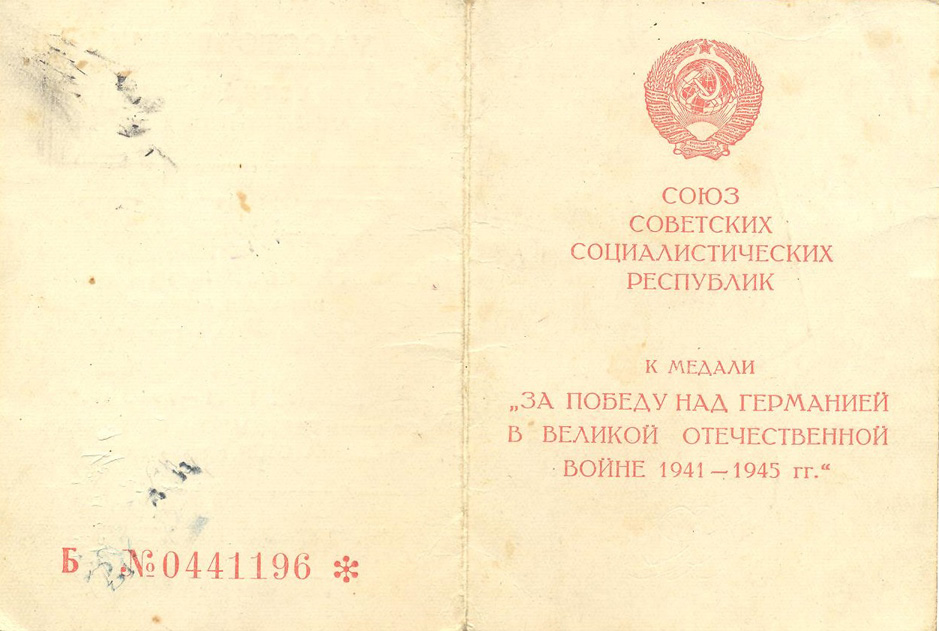 Б №0441196 *
СОЮЗ
СОВЕТСКИХ
СОЦИАЛИСТИЧЕСКИХ
РЕСПУБЛИК
К МЕДАЛИ
„ЗА ПОБЕДУ НАД ГЕРМАНИЕЙ
В ВЕЛИКОЙ ОТЕЧЕСТВЕННОЙ
ВОЙНЕ 1941—1945 гг.“